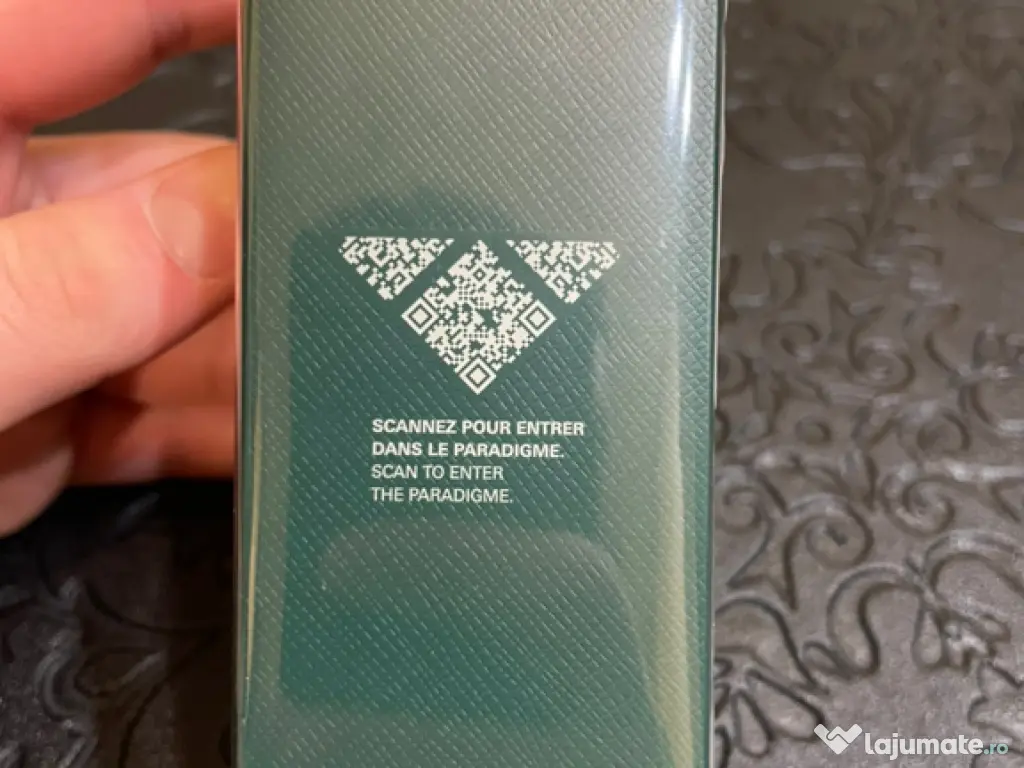 SCANNEZ POUR ENTRER
DANS LE PARADIGME.
SCAN TO ENTER
THE PARADIGME.
lajumate.ro